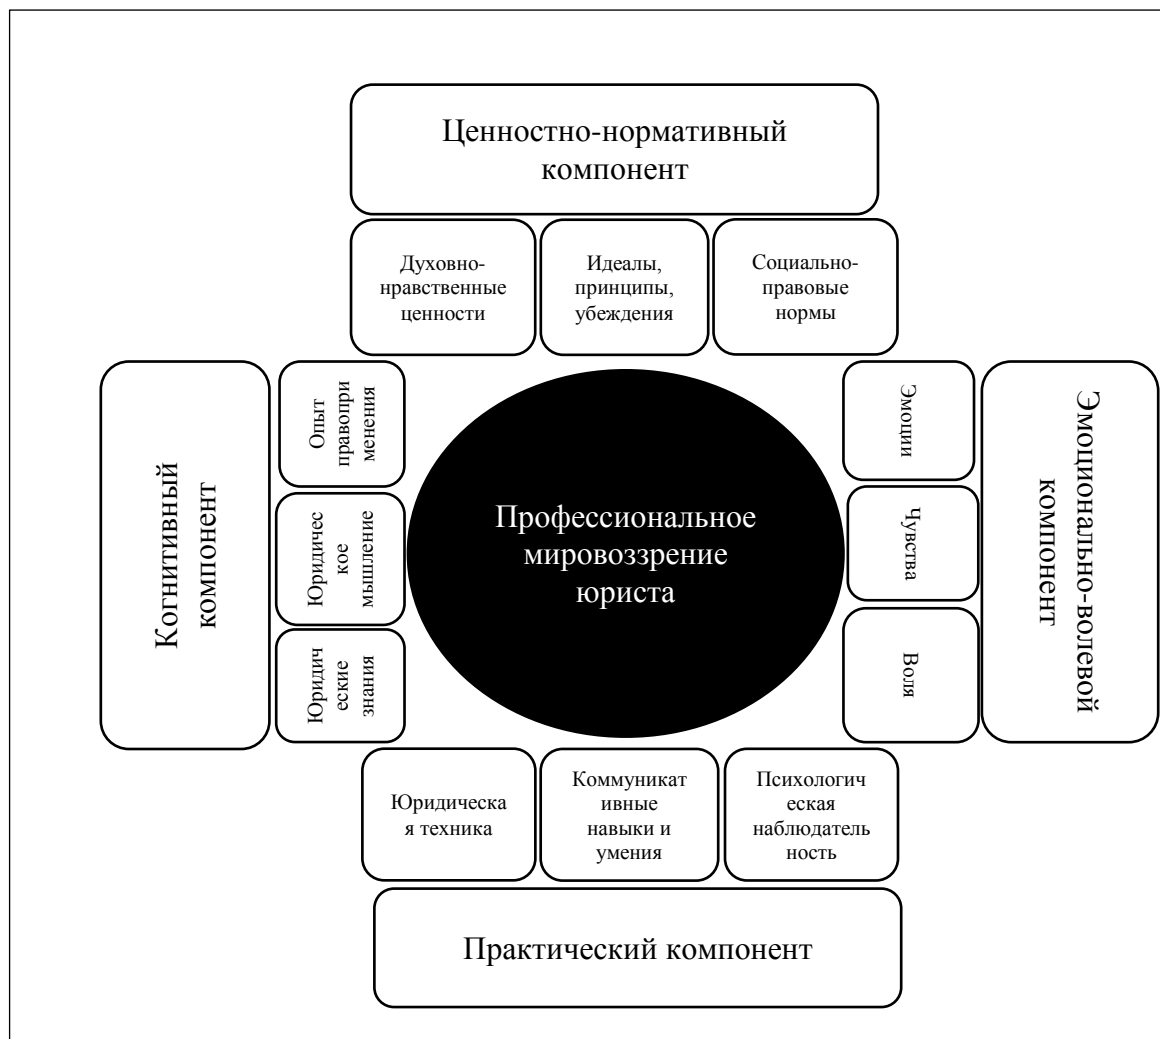 Ценностно-нормативный
компонент
Духовно-
нравственные
ценности
Идеалы,
принципы,
убеждения
Социально-
правовые
нормы
Когнитивный
компонент
Опыт
правопри
менения
Юридичес
кое
мышление
Юридич
еские
знания
Профессиональное
мировоззрение
юриста
Эмоции
Чувства
Воля
Эмоционально-волевой
компонент
Юридическа
я техника
Коммуникат
ивные
навыки и
умения
Психологич
еская
наблюдатель
ность
Практический компонент